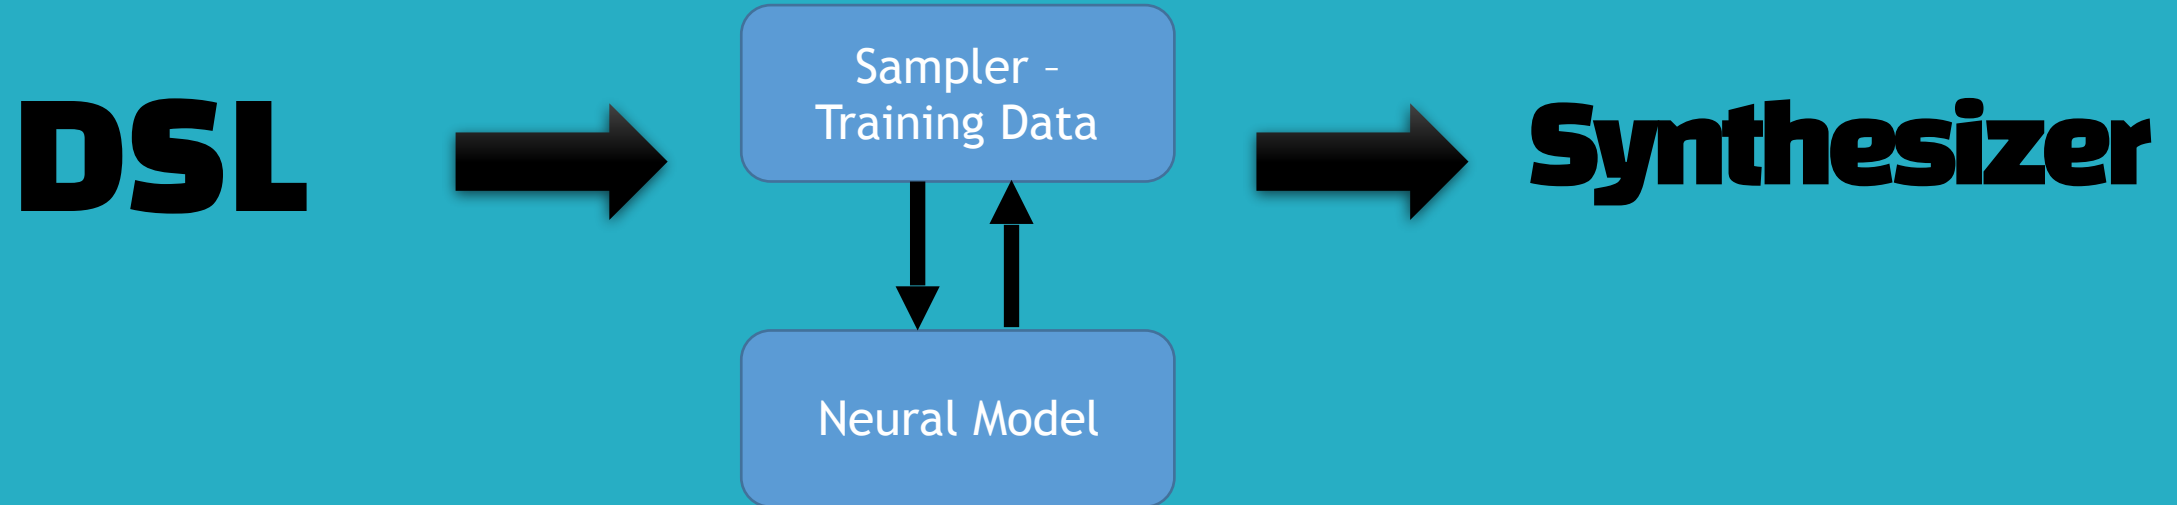 DSL
Sampler –
Training Data
Synthesizer
Neural Model